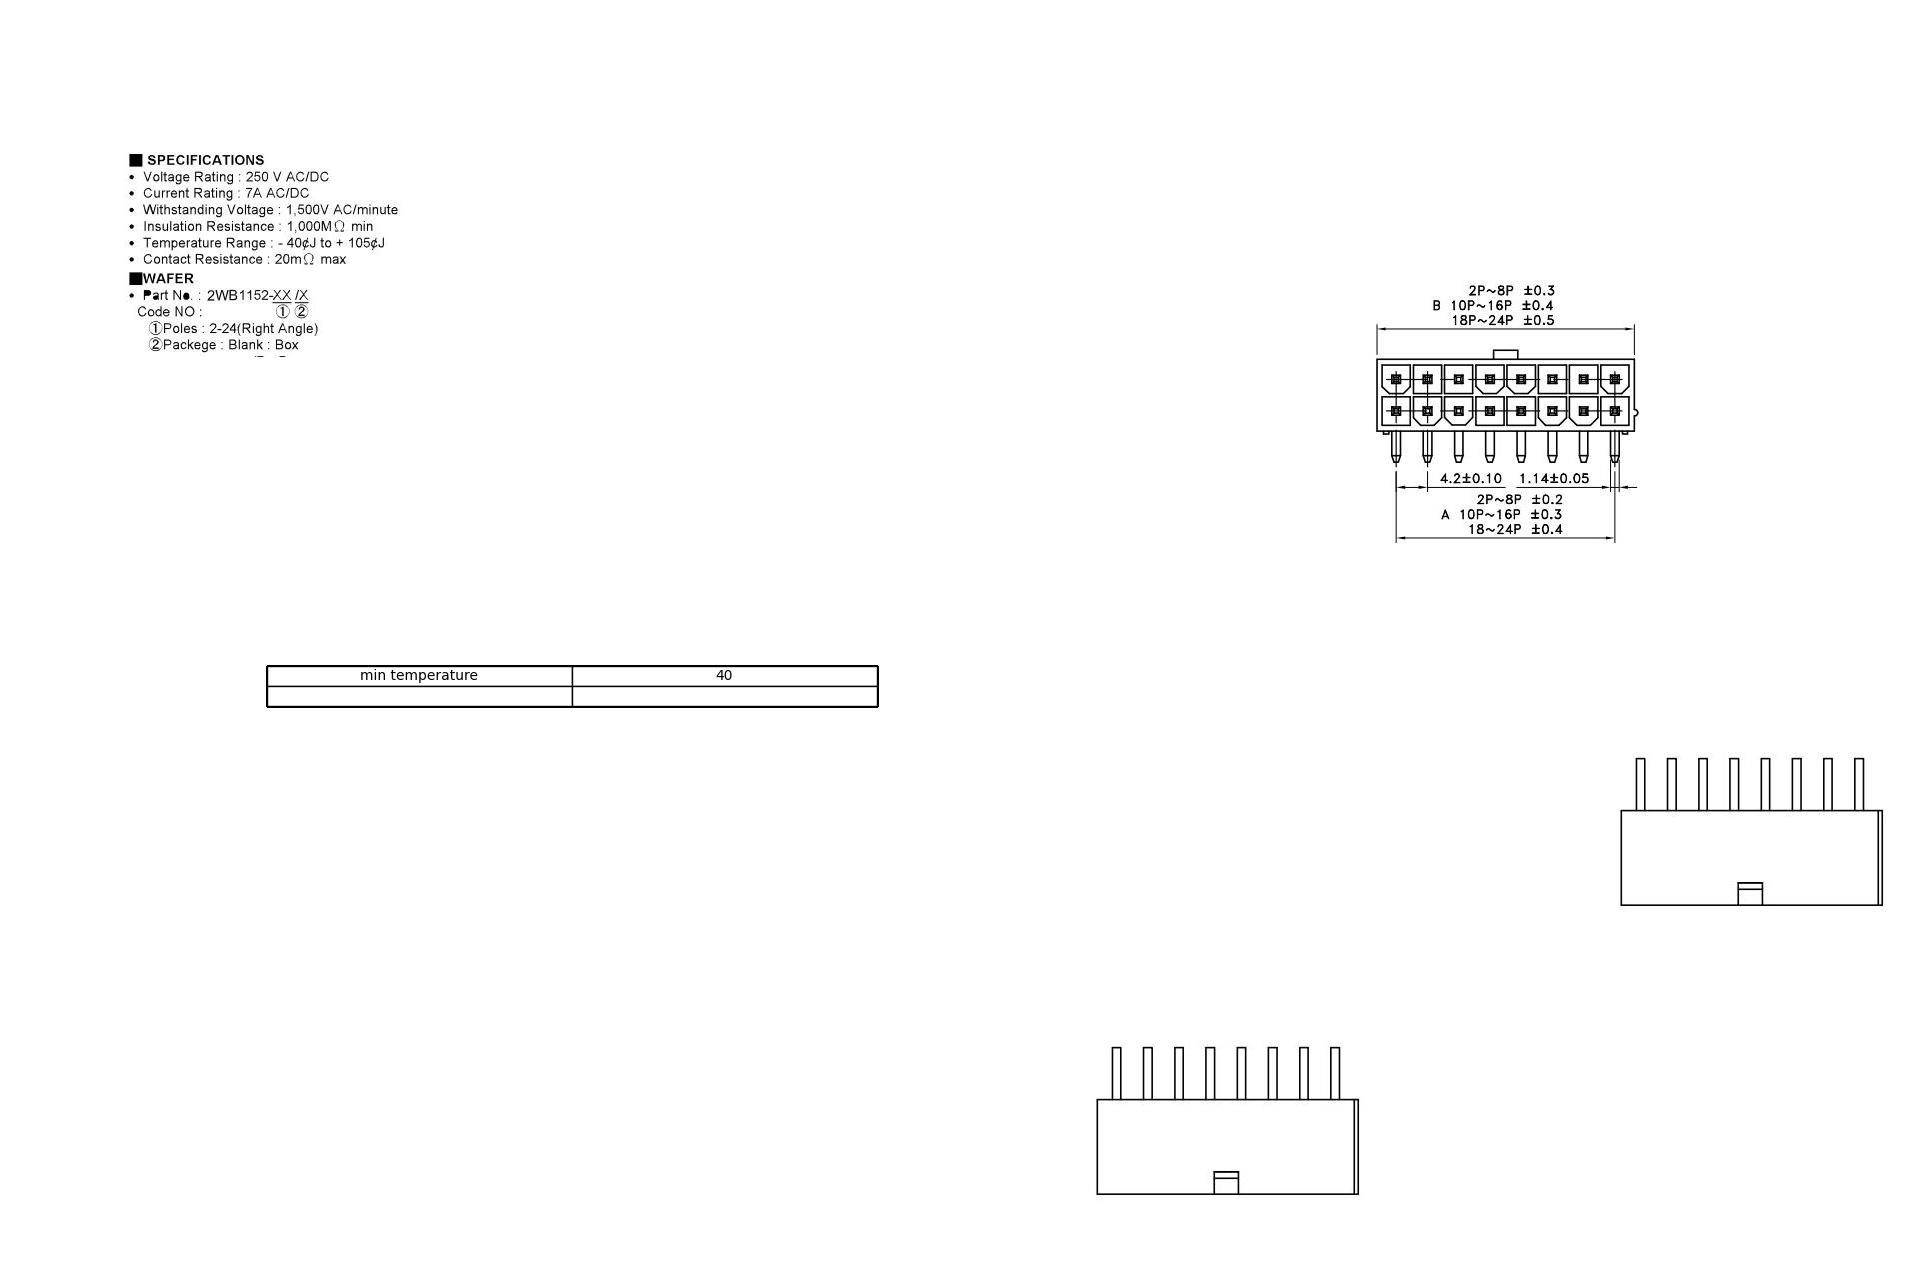 ■ SPECIFICATIONS
• Voltage Rating : 250 V AC/DC
• Current Rating : 7A AC/DC
• Withstanding Voltage : 1,500V AC/minute
• Insulation Resistance : 1,000MΩ min
• Temperature Range : - 40¢J to + 105¢J
• Contact Resistance : 20mΩ max
■WAFER
• Part No. : 2WB1152-XX /X
Code NO : ① ②
①Poles : 2-24(Right Angle)
②Packege : Blank : Box
2P~8P ±0.3
B 10P~16P ±0.4
18P~24P ±0.5
4.2±0.10 1.14±0.05
2P~8P ±0.2
A 10P~16P ±0.3
18~24P ±0.4
min temperature 40